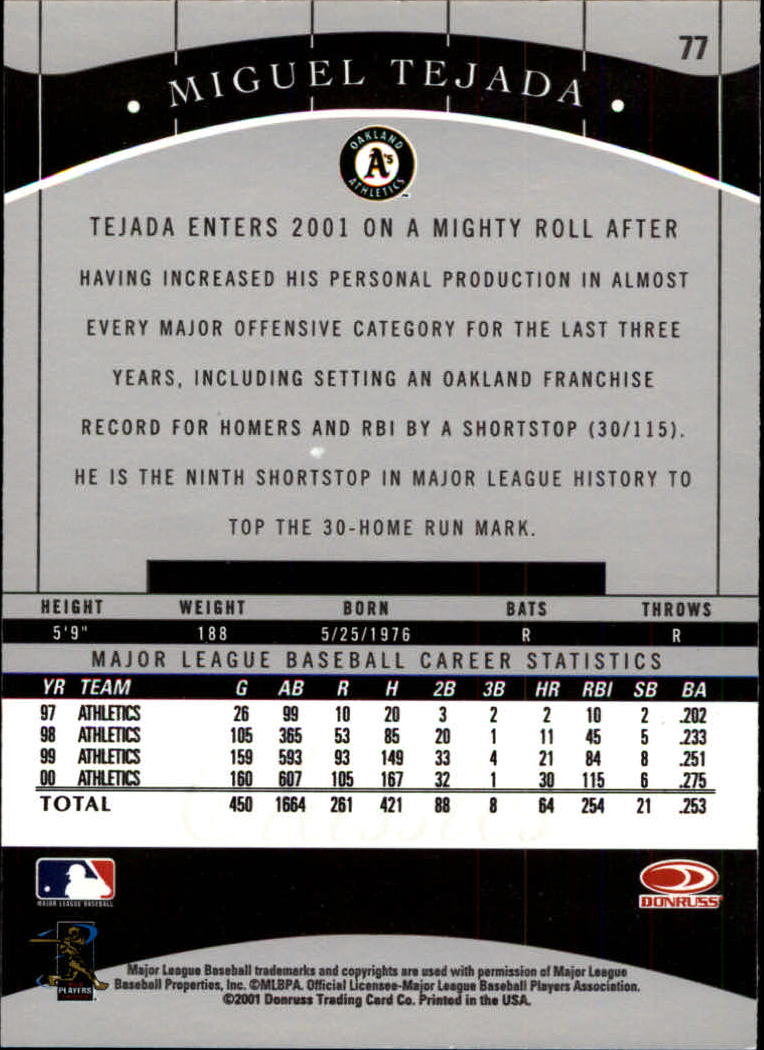 77
MIGUEL TEJADA
OAKLAND
A's
ATHLETICS
TEJADA ENTERS 2001 ON A MIGHTY ROLL AFTER
HAVING INCREASED HIS PERSONAL PRODUCTION IN ALMOST
EVERY MAJOR OFFENSIVE CATEGORY FOR THE LAST THREE
YEARS, INCLUDING SETTING AN OAKLAND FRANCHISE
RECORD FOR HOMERS AND RBI BY A SHORTSTOP (30/115).
HE IS THE NINTH SHORTSTOP IN MAJOR LEAGUE HISTORY TO
TOP THE 30-HOME RUN MARK.
HEIGHT WEIGHT BORN BATS THROWS
5'9" 188 5/25/1976 R R
MAJOR LEAGUE BASEBALL CAREER STATISTICS
YR TEAM G AB R H 2B 3B HR RBI SB BA
97 ATHLETICS 26 99 10 20 3 2 2 10 2 .202
98 ATHLETICS 105 365 53 85 20 1 11 45 5 .233
99 ATHLETICS 159 593 93 149 33 4 21 84 8 .251
00 ATHLETICS 160 607 105 167 32 1 30 115 6 .275
TOTAL 450 1664 261 421 88 8 64 254 21 .253
MAJOR LEAGUE BASEBALL
DONRUSS
PLAYERS
Major League Baseball trademarks and copyrights are used with permission of Major League
Baseball Properties, Inc. ©MLBPA. Official Licensee-Major League Baseball Players Association.
©2001 Donruss Trading Card Co. Printed in the USA.